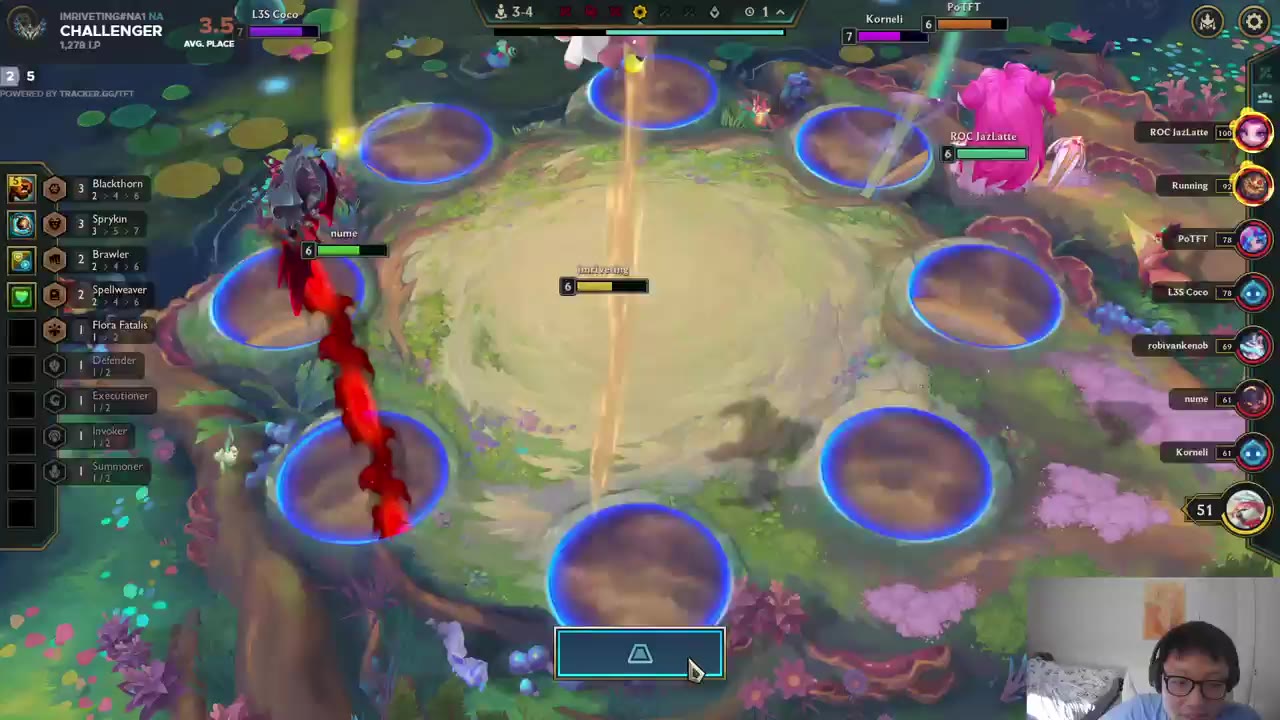 IMRIVETING#NA1 NA
CHALLENGER
1,278 LP
3.5
AVG. PLACE
2 5
POWERED BY TRACKER.GG/TFT
7 L3S Coco
3-4
1
Korneli
7
PoTFT
6
ROC JazLatte
6
nume
6
imriveting
6
3 Blackthorn
2 > 4 > 6
3 Sprykin
3 > 5 > 7
2 Brawler
2 > 4 > 6
2 Spellweaver
2 > 4 > 6
1 Flora Fatalis
1 > 2
1 Defender
1 / 2
1 Executioner
1 / 2
1 Invoker
1 / 2
1 Summoner
1 / 2
ROC JazLatte 100
Running 92
PoTFT 78
L3S Coco 78
robivankenob 69
nume 61
Korneli 61
51